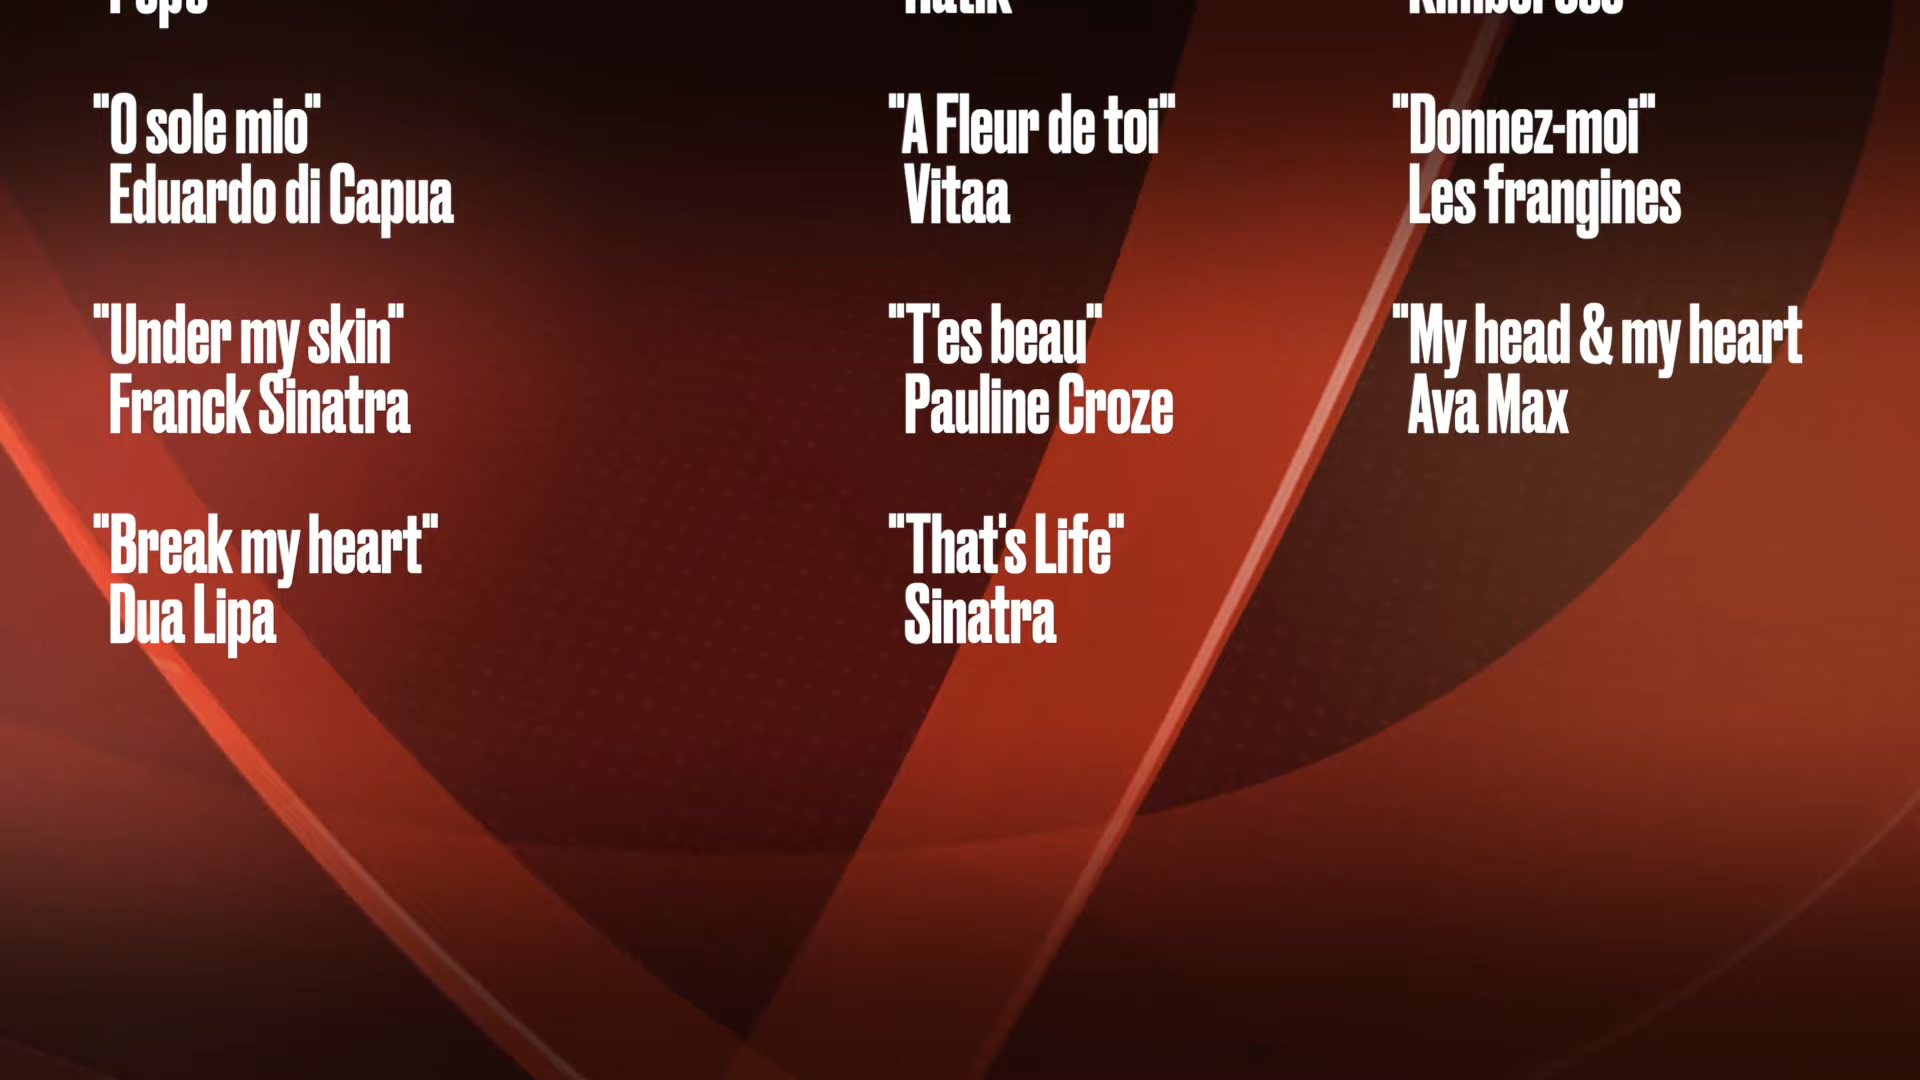 "O sole mio"
Eduardo di Capua
"Under my skin"
Franck Sinatra
"Break my heart"
Dua Lipa
"A Fleur de toi"
Vitaa
"T'es beau"
Pauline Croze
"That's Life"
Sinatra
"Donnez-moi"
Les frangines
"My head & my heart
Ava Max